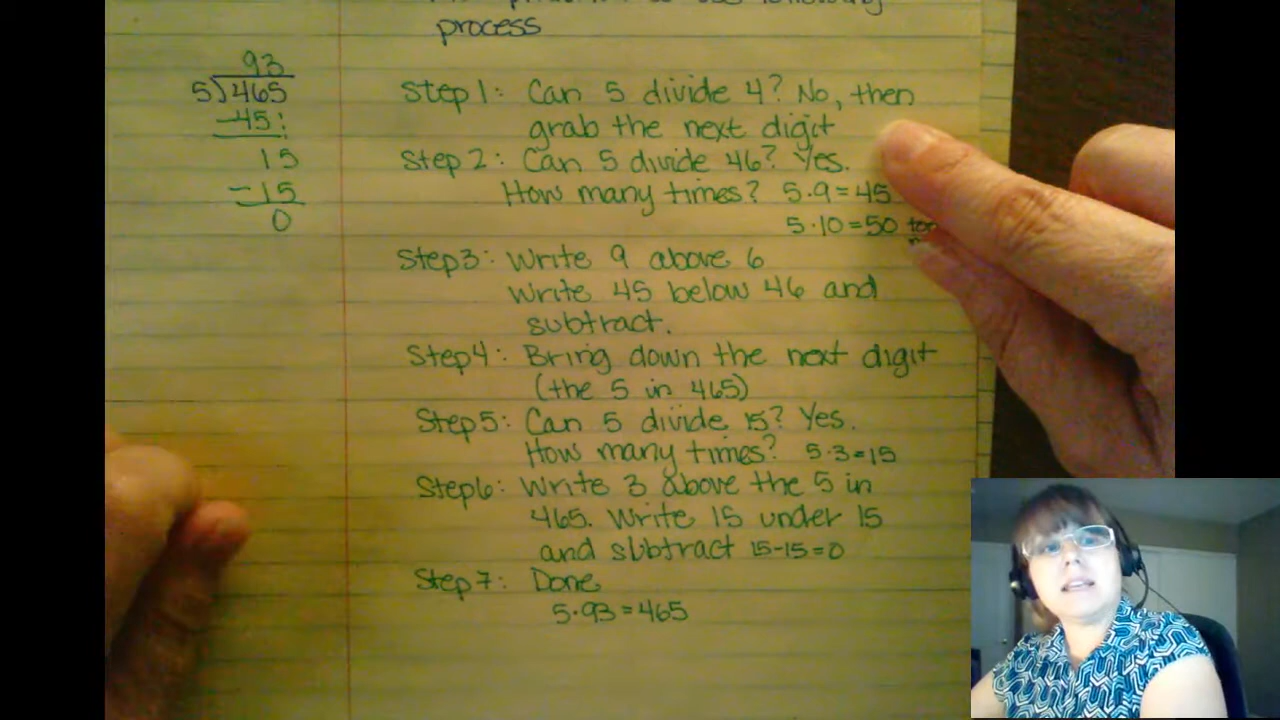 process
93
5)465
-45
15
-15
0
Step 1: Can 5 divide 4? No, then
grab the next digit
Step 2: Can 5 divide 46? Yes.
How many times? 5·9=45
5·10=50
Step 3: Write 9 above 6
Write 45 below 46 and
subtract.
Step 4: Bring down the next digit
(the 5 in 465)
Step 5: Can 5 divide 15? Yes.
How many times? 5·3=15
Step 6: Write 3 above the 5 in
465. Write 15 under 15
and subtract 15-15=0
Step 7: Done
5·93=465